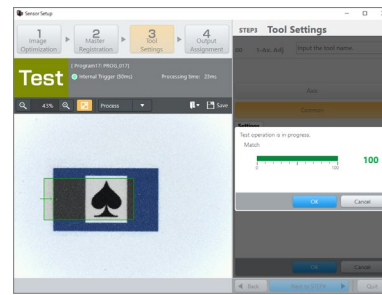 Sensor Setup
1 Image Optimization
2 Master Registration
3 Tool Settings
4 Output Assignment
STEP3 Tool Settings
Input the tool name.
Test
Internal Trigger (50ms)
Processing time: 23ms
43%
Process
Save
Settings
Test operation is in progress.
Match
100
0
100
OK
Cancel
OK
Cancel
Back
Quit